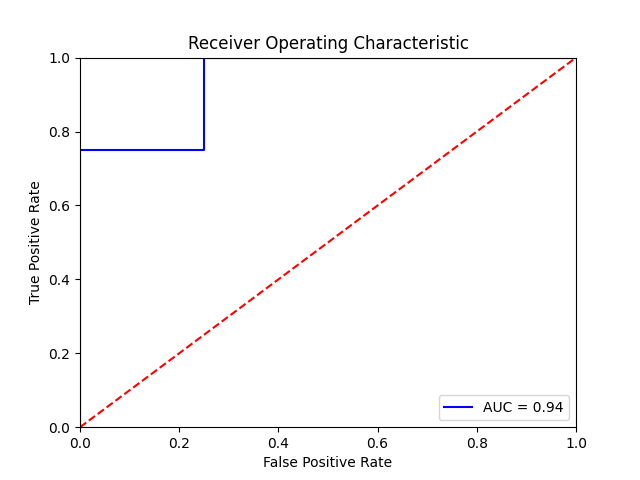 Receiver Operating Characteristic
1.0
0.8
0.6
0.4
0.2
0.0
True Positive Rate
AUC = 0.94
0.0 0.2 0.4 0.6 0.8 1.0
False Positive Rate